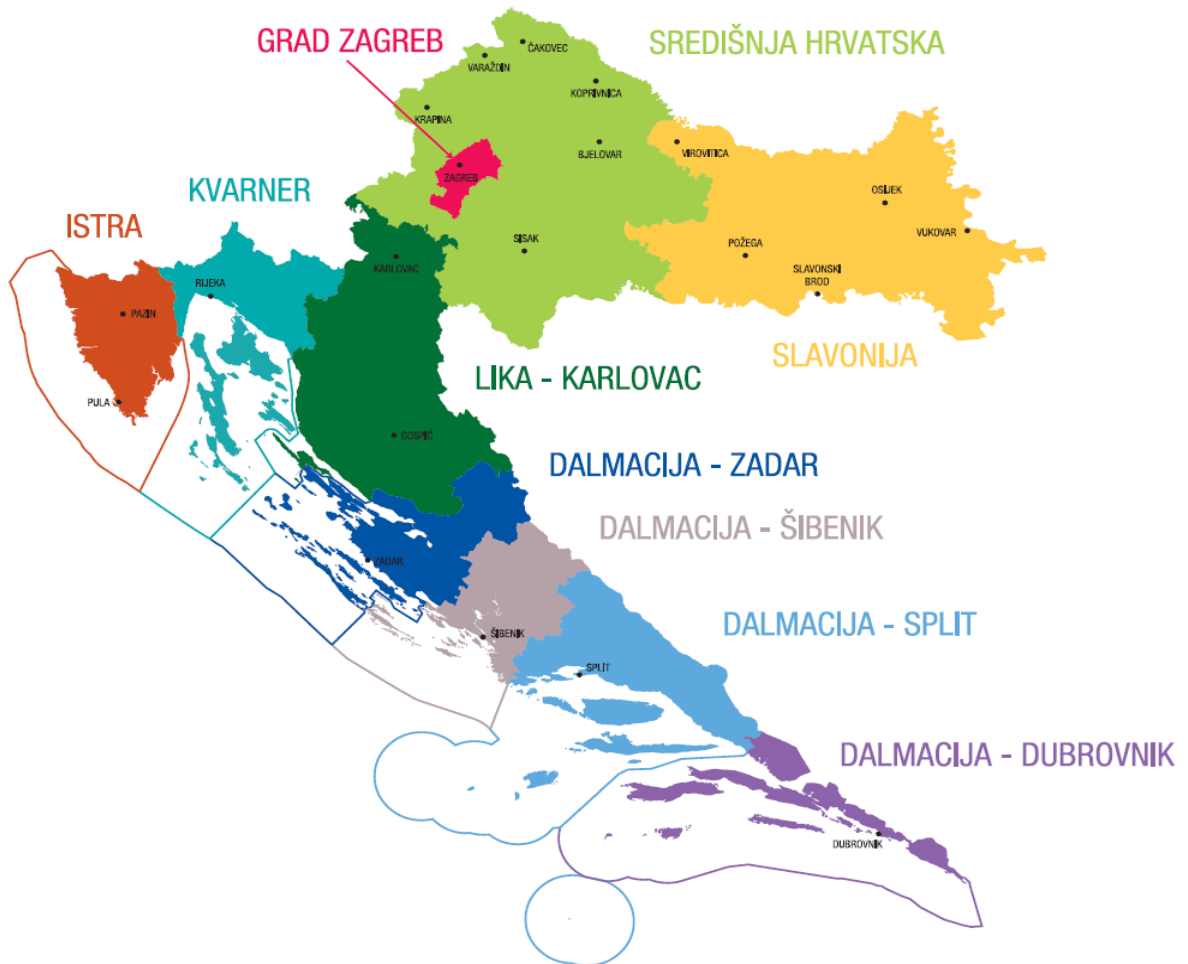 GRAD ZAGREB
SREDIŠNJA HRVATSKA
ČAKOVEC
VARAŽDIN
KOPRIVNICA
KRAPINA
BJELOVAR
VIROVITICA
ZAGREB
KVARNER
OSIJEK
ISTRA
VUKOVAR
SISAK
POŽEGA
KARLOVAC
SLAVONSKI
BROD
RIJEKA
PAZIN
SLAVONIJA
LIKA - KARLOVAC
PULA
GOSPIĆ
DALMACIJA - ZADAR
DALMACIJA - ŠIBENIK
ZADAR
DALMACIJA - SPLIT
ŠIBENIK
SPLIT
DALMACIJA - DUBROVNIK
DUBROVNIK